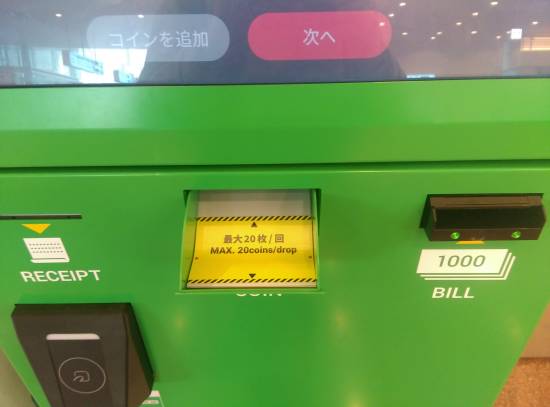 コインを追加
次へ
最大20枚/回
MAX. 20coins/drop
RECEIPT
COIN
1000
BILL